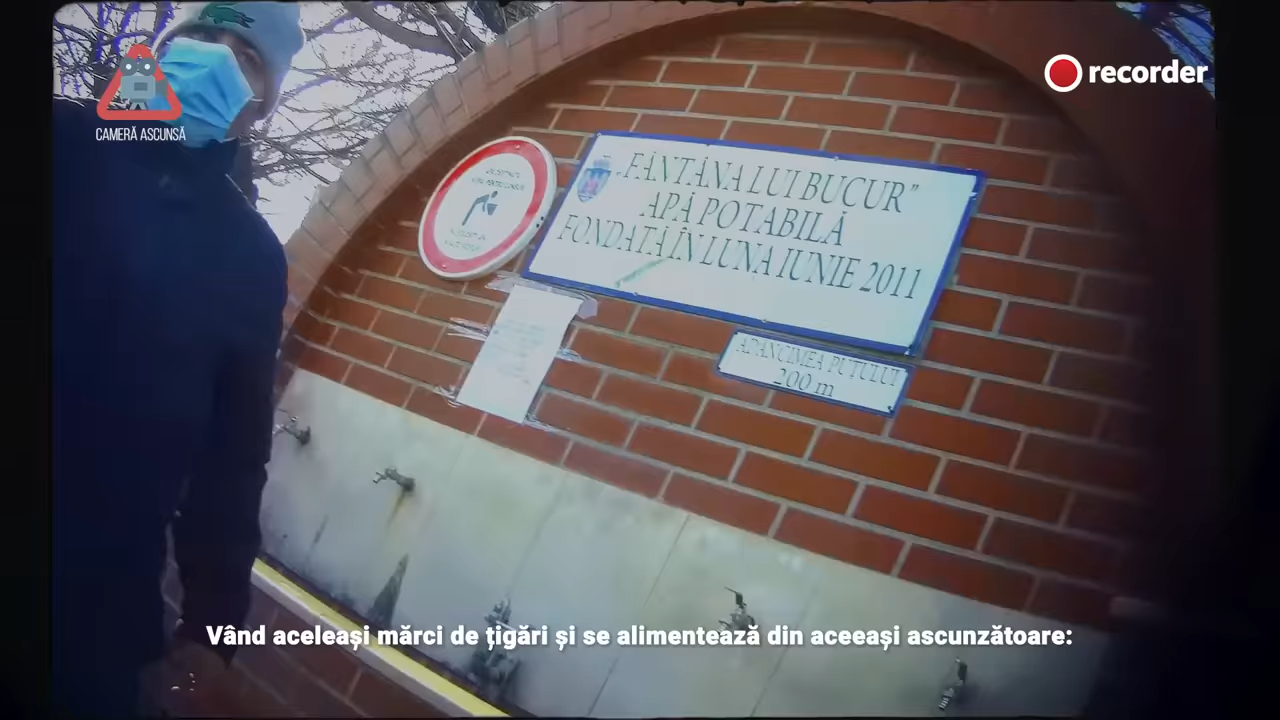 recorder
CAMERĂ ASCUNSĂ
„FÂNTÂNA LUI BUCUR”
APĂ POTABILĂ
FONDATĂ ÎN LUNA IUNIE 2011
ADÂNCIMEA PUȚULUI
200 m
Vând aceleași mărci de țigări și se alimentează din aceeași ascunzătoare: